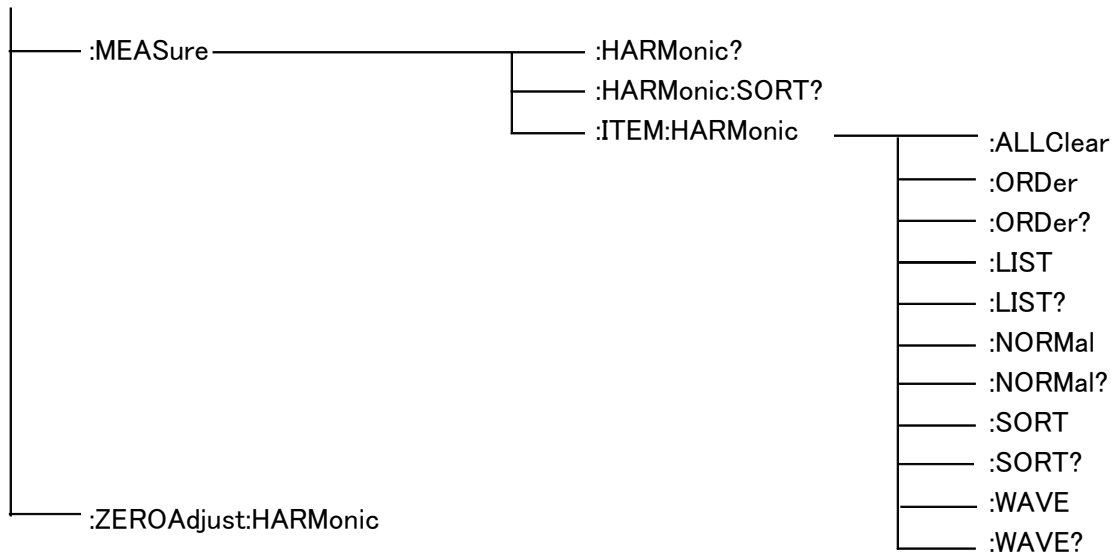 :MEASure
:HARMonic?
:HARMonic:SORT?
:ITEM:HARMonic
:ALLClear
:ORDer
:ORDer?
:LIST
:LIST?
:NORMal
:NORMal?
:SORT
:SORT?
:WAVE
:WAVE?
:ZEROAdjust:HARMonic